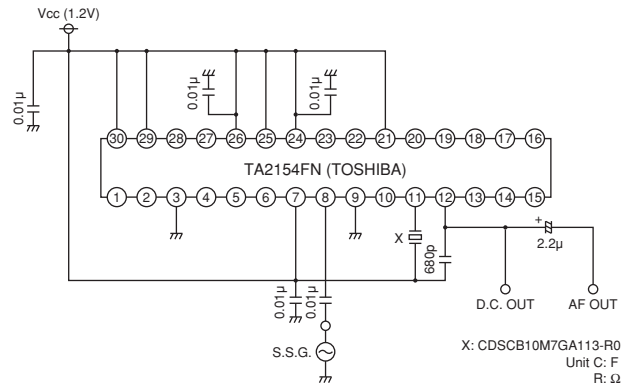 Vcc (1.2V)
0.01μ
0.01μ
0.01μ
30 29 28 27 26 25 24 23 22 21 20 19 18 17 16
TA2154FN (TOSHIBA)
1 2 3 4 5 6 7 8 9 10 11 12 13 14 15
X
680p
+
2.2μ
0.01μ
0.01μ
D.C. OUT
AF OUT
S.S.G.
X: CDSCB10M7GA113-R0
Unit C: F
R: Ω